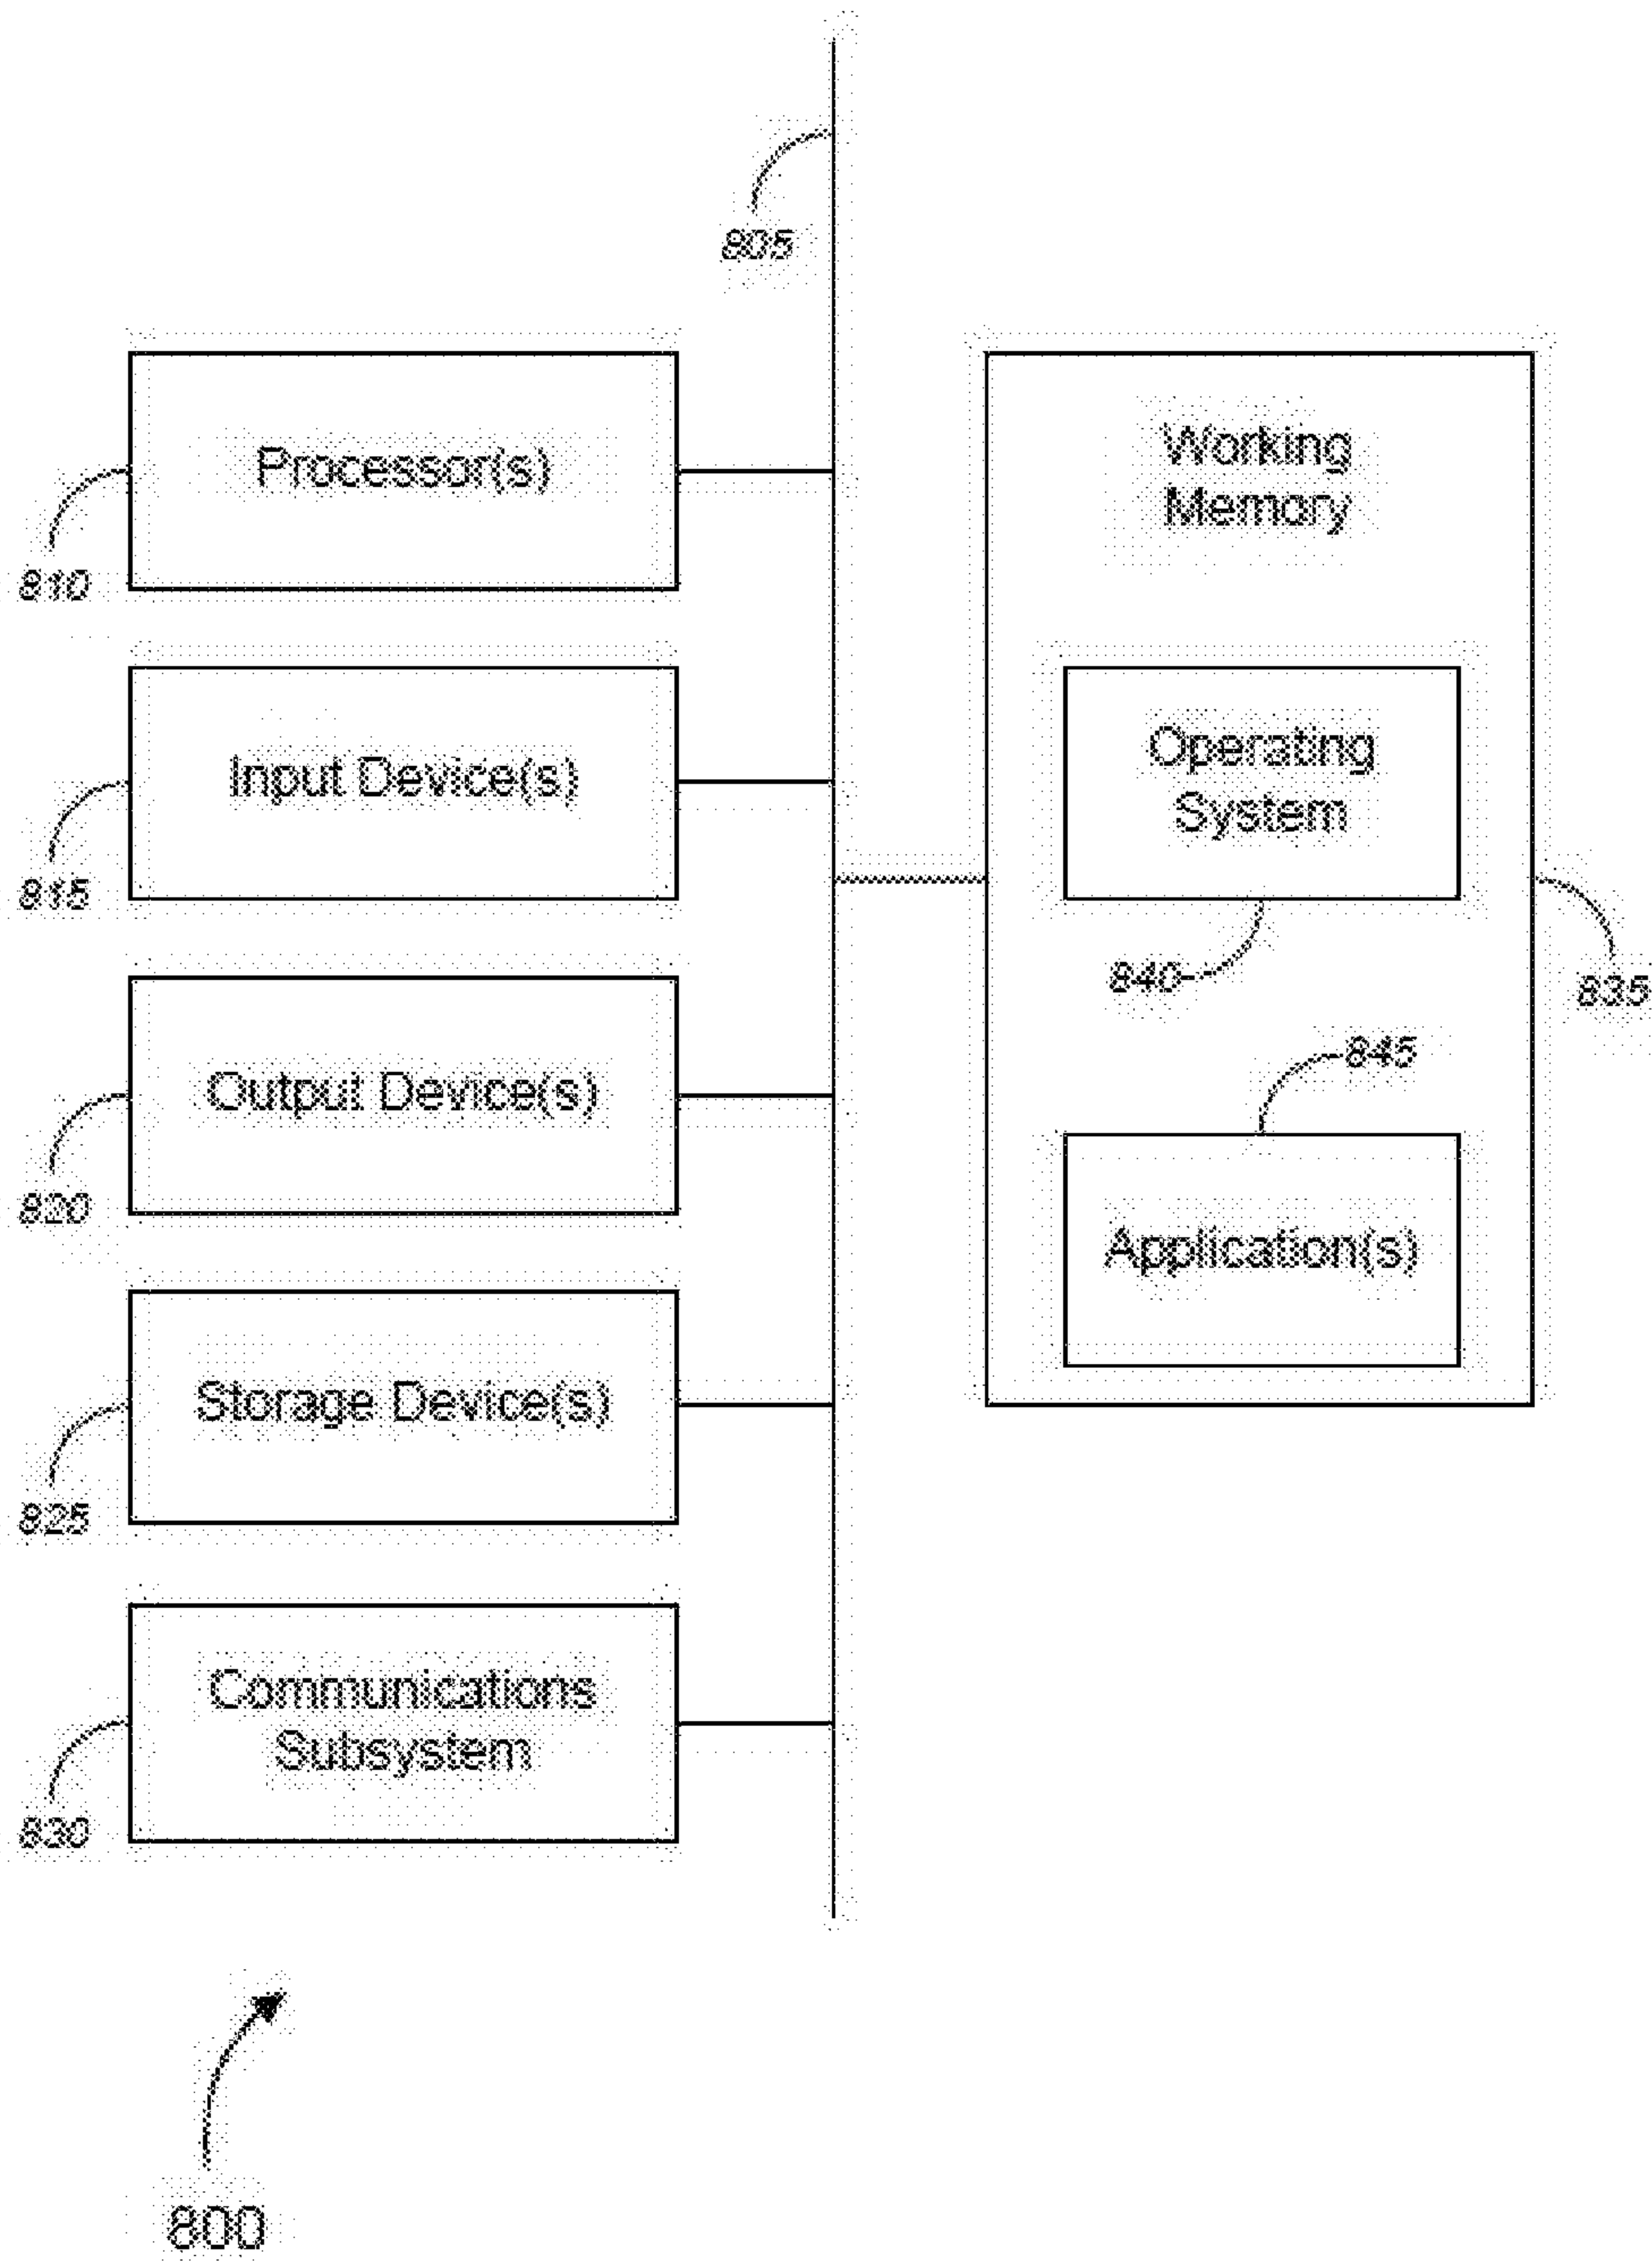 805
Processor(s)
810
Working
Memory
Input Device(s)
815
Operating
System
840
835
Output Device(s)
820
845
Application(s)
Storage Device(s)
825
Communications
Subsystem
830
800